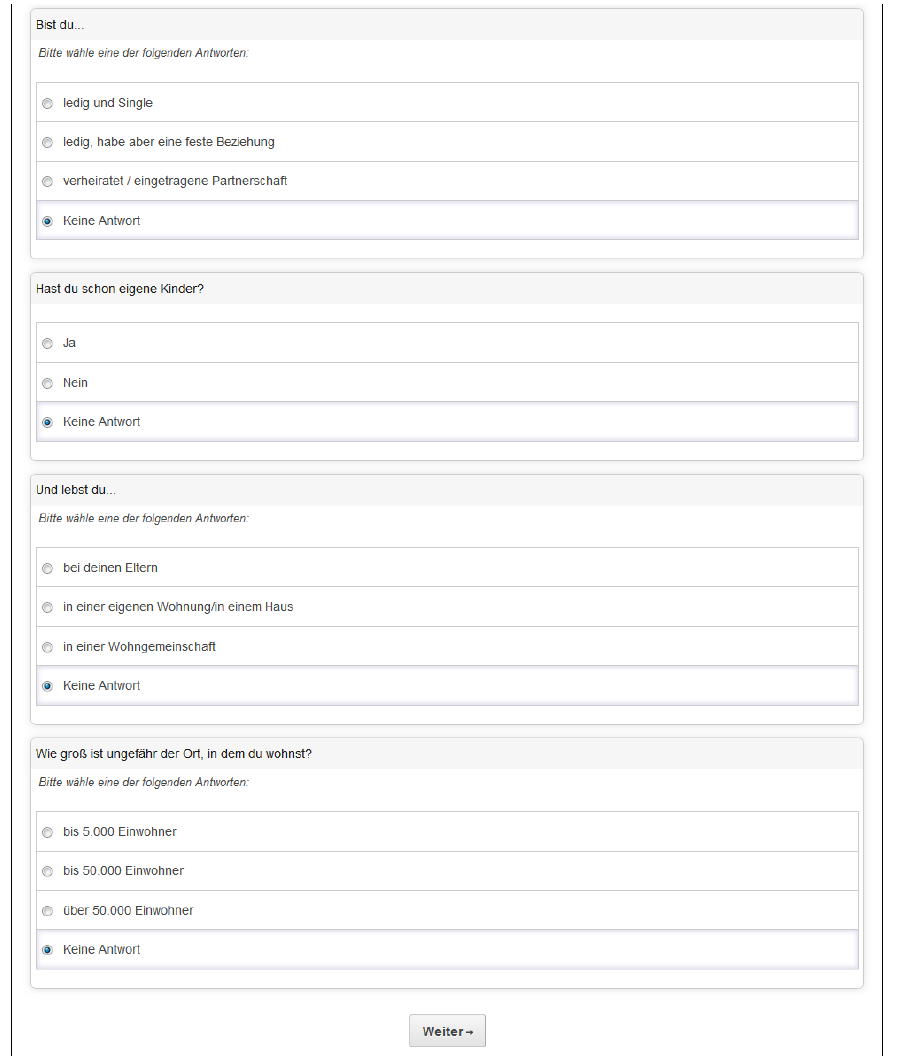 Bist du...
Bitte wähle eine der folgenden Antworten:
ledig und Single
ledig, habe aber eine feste Beziehung
verheiratet / eingetragene Partnerschaft
Keine Antwort
Hast du schon eigene Kinder?
Ja
Nein
Keine Antwort
Und lebst du...
Bitte wähle eine der folgenden Antworten:
bei deinen Eltern
in einer eigenen Wohnung/in einem Haus
in einer Wohngemeinschaft
Keine Antwort
Wie groß ist ungefähr der Ort, in dem du wohnst?
Bitte wähle eine der folgenden Antworten:
bis 5.000 Einwohner
bis 50.000 Einwohner
über 50.000 Einwohner
Keine Antwort
Weiter→